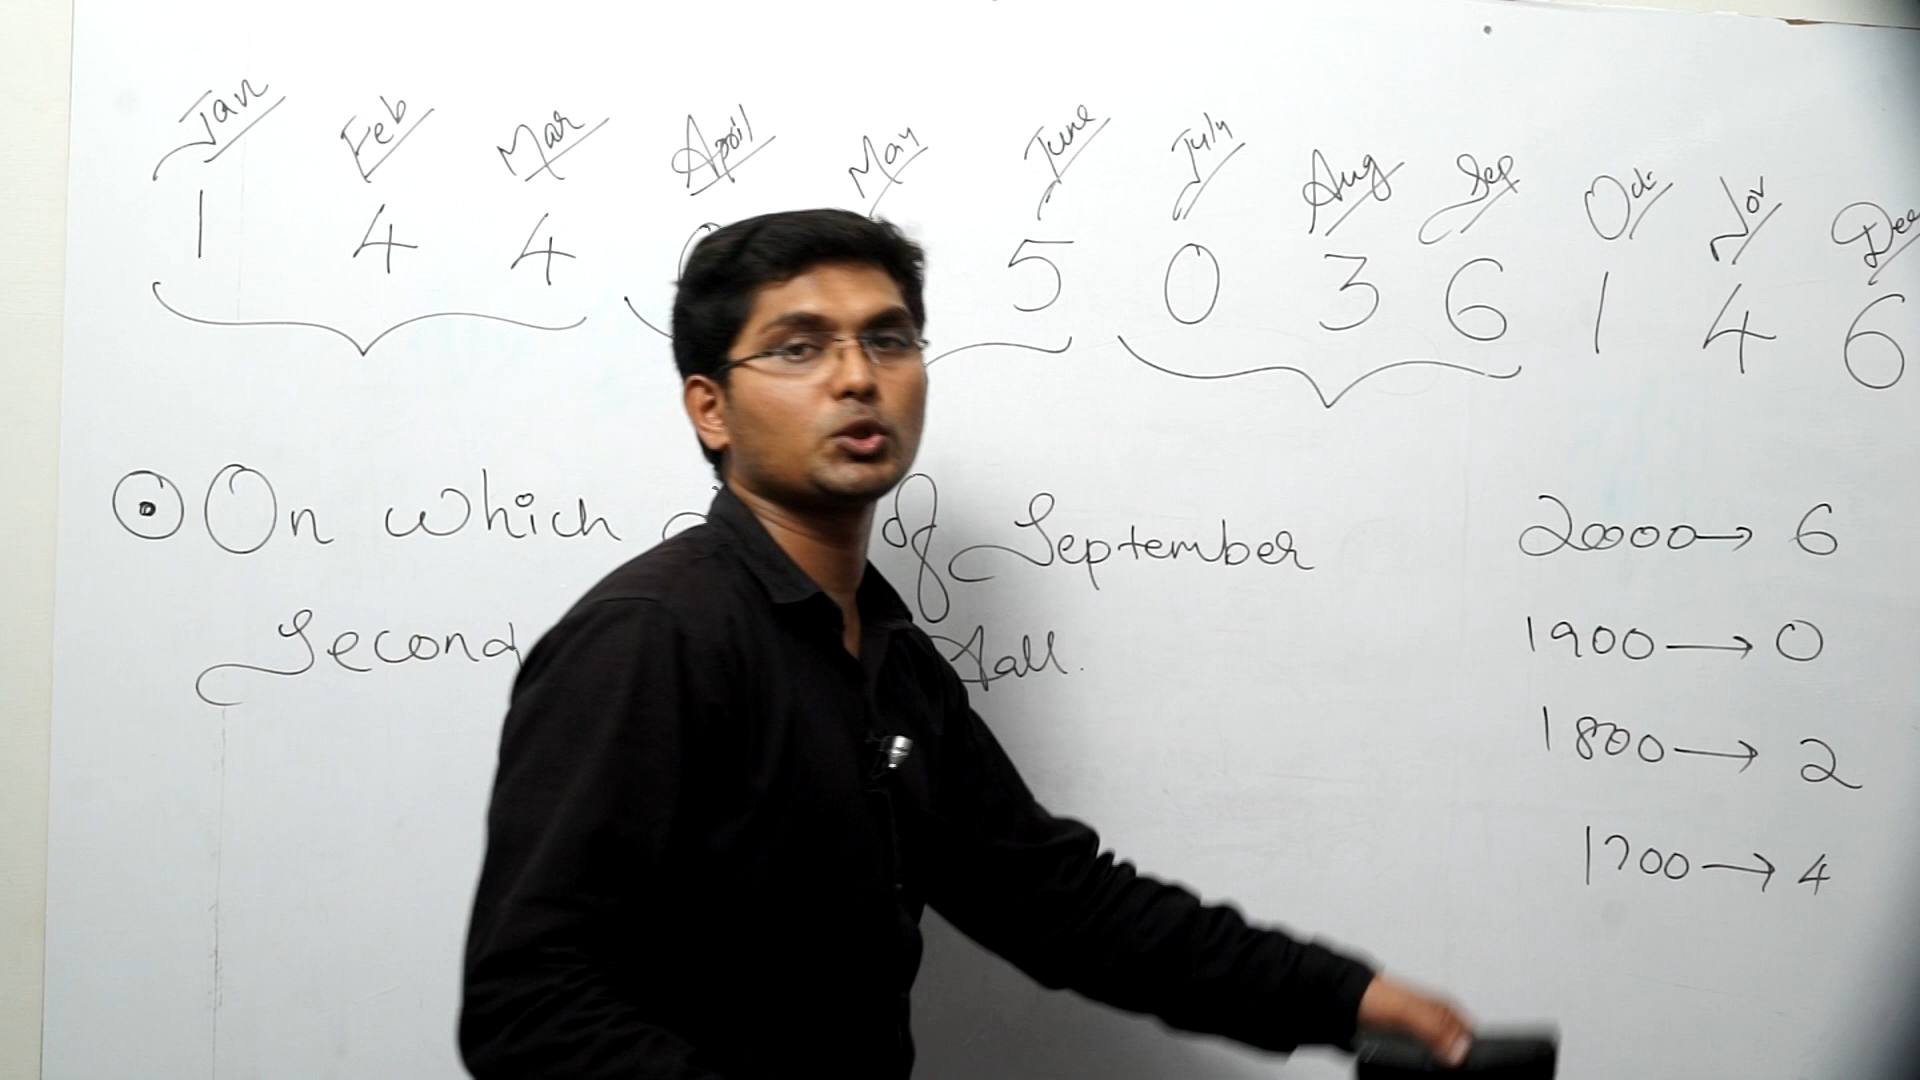 Jan Feb Mar April May June July Aug Sep Oct Nov Dec
1 4 4 5 0 3 6 1 4 6
On which of September
Second fall.
2000 → 6
1900 → 0
1800 → 2
1700 → 4